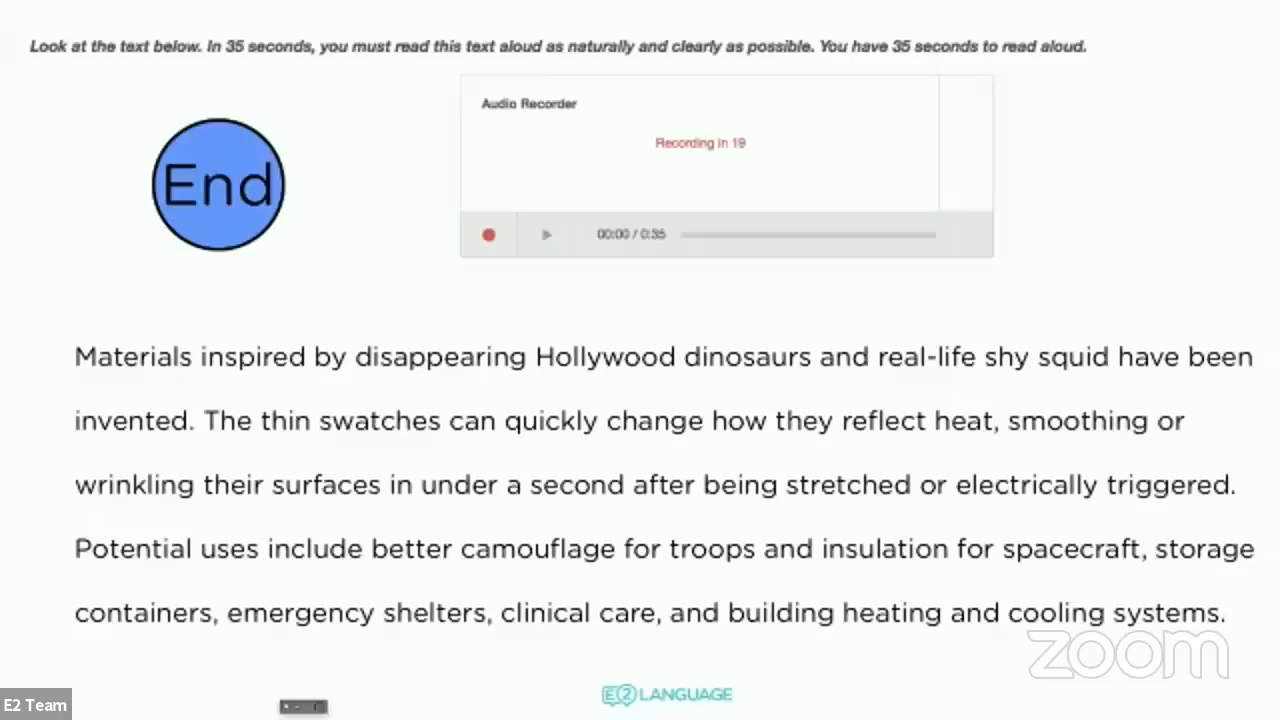 Look at the text below. In 35 seconds, you must read this text aloud as naturally and clearly as possible. You have 35 seconds to read aloud.
Audio Recorder
Recording in 19
End
00:00 / 0:35
Materials inspired by disappearing Hollywood dinosaurs and real-life shy squid have been
invented. The thin swatches can quickly change how they reflect heat, smoothing or
wrinkling their surfaces in under a second after being stretched or electrically triggered.
Potential uses include better camouflage for troops and insulation for spacecraft, storage
containers, emergency shelters, clinical care, and building heating and cooling systems.
zoom
E2 LANGUAGE
E2 Team